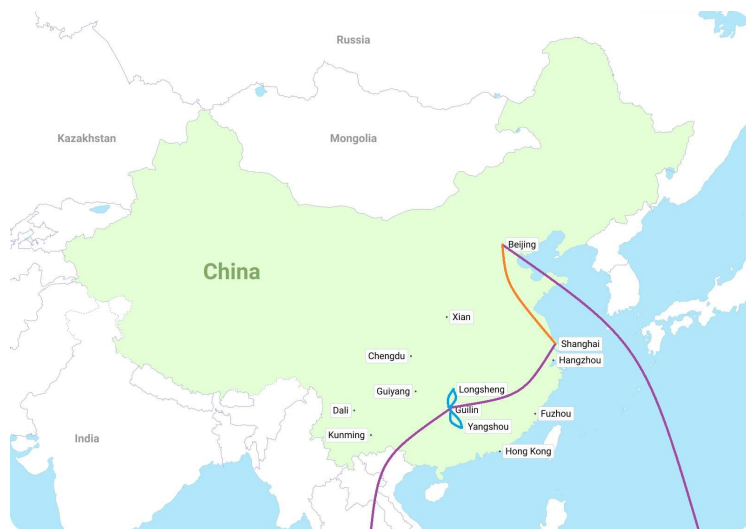 Russia
Kazakhstan
Mongolia
Beijing
China
Xian
Shanghai
Chengdu
Hangzhou
Guiyang
Longsheng
Dali
Guilin
Fuzhou
Yangshou
India
Kunming
Hong Kong